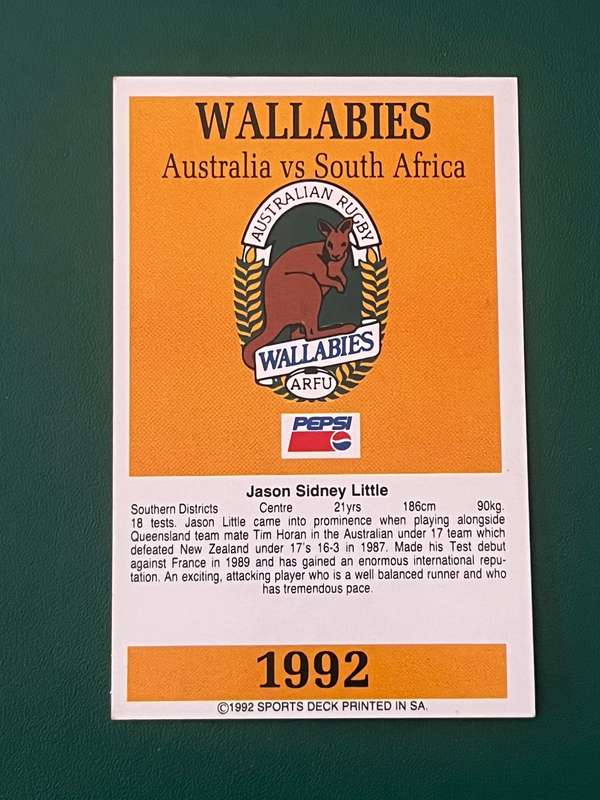 WALLABIES
Australia vs South Africa
AUSTRALIAN RUGBY
WALLABIES
ARFU
PEPSI
Jason Sidney Little
Southern Districts Centre 21yrs 186cm 90kg.
18 tests. Jason Little came into prominence when playing alongside
Queensland team mate Tim Horan in the Australian under 17 team which
defeated New Zealand under 17's 16-3 in 1987. Made his Test debut
against France in 1989 and has gained an enormous international repu-
tation. An exciting, attacking player who is a well balanced runner and who
has tremendous pace.
1992
©1992 SPORTS DECK PRINTED IN SA.